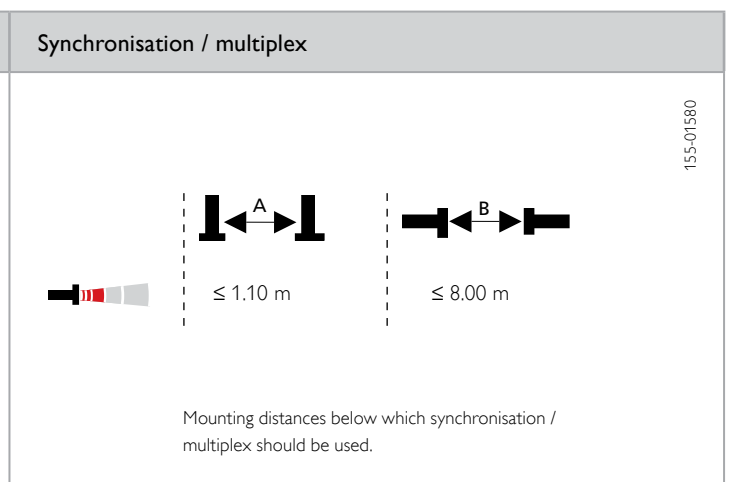 Synchronisation / multiplex
155-01580
A
B
≤ 1.10 m
≤ 8.00 m
Mounting distances below which synchronisation /
multiplex should be used.